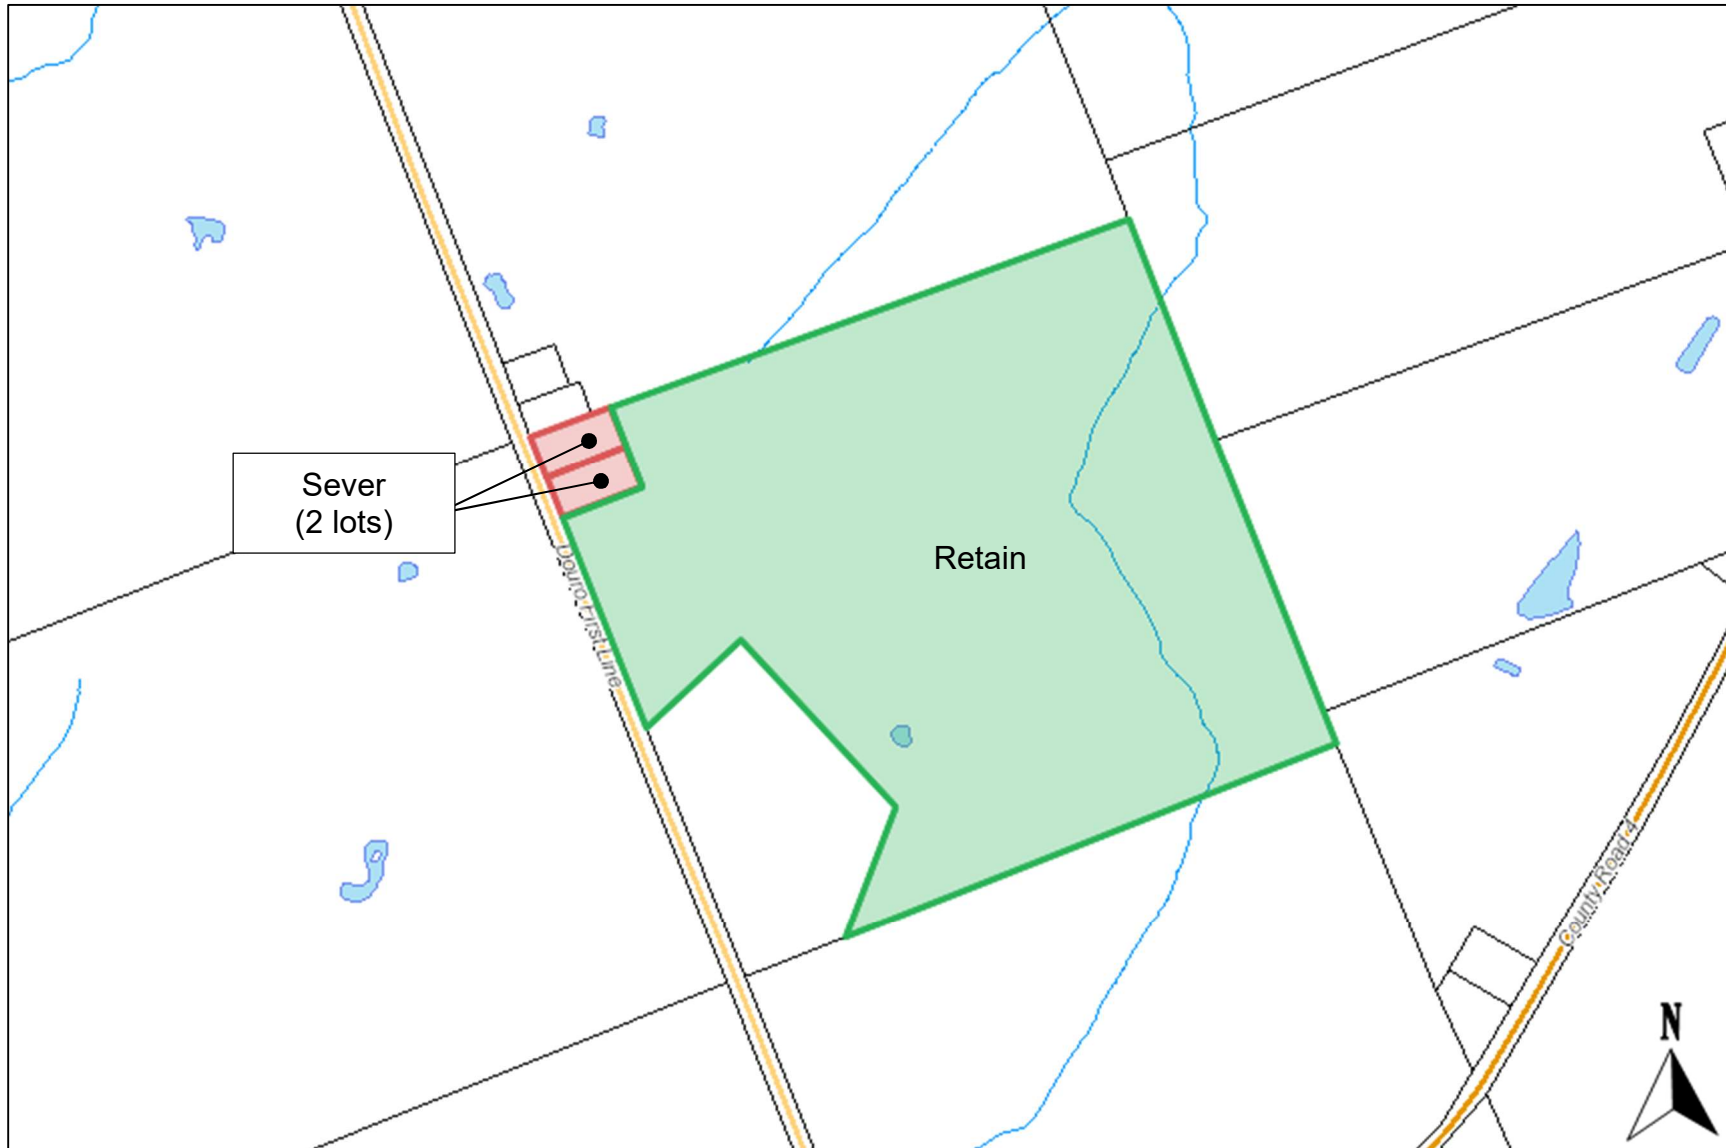 Sever
(2 lots)
Douro First Line
Retain
County Road 4
N